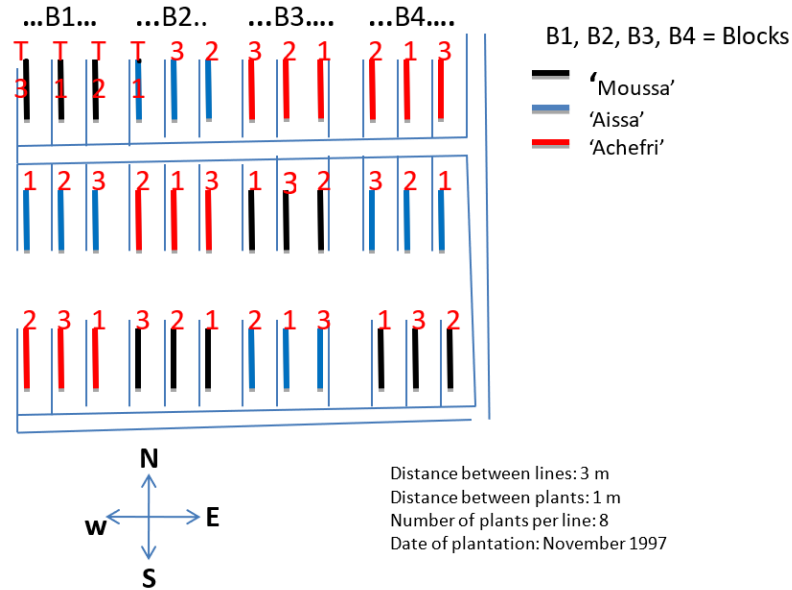 ...B1... ...B2.. ...B3.... ...B4....
T T T T 3 2 3 2 1 2 1 3
3 1 2 1
1 2 3 2 1 3 1 3 2 3 2 1
2 3 1 3 2 1 2 1 3 1 3 2
B1, B2, B3, B4 = Blocks
‘Moussa’
‘Aissa’
‘Achefri’
N
w E
S
Distance between lines: 3 m
Distance between plants: 1 m
Number of plants per line: 8
Date of plantation: November 1997